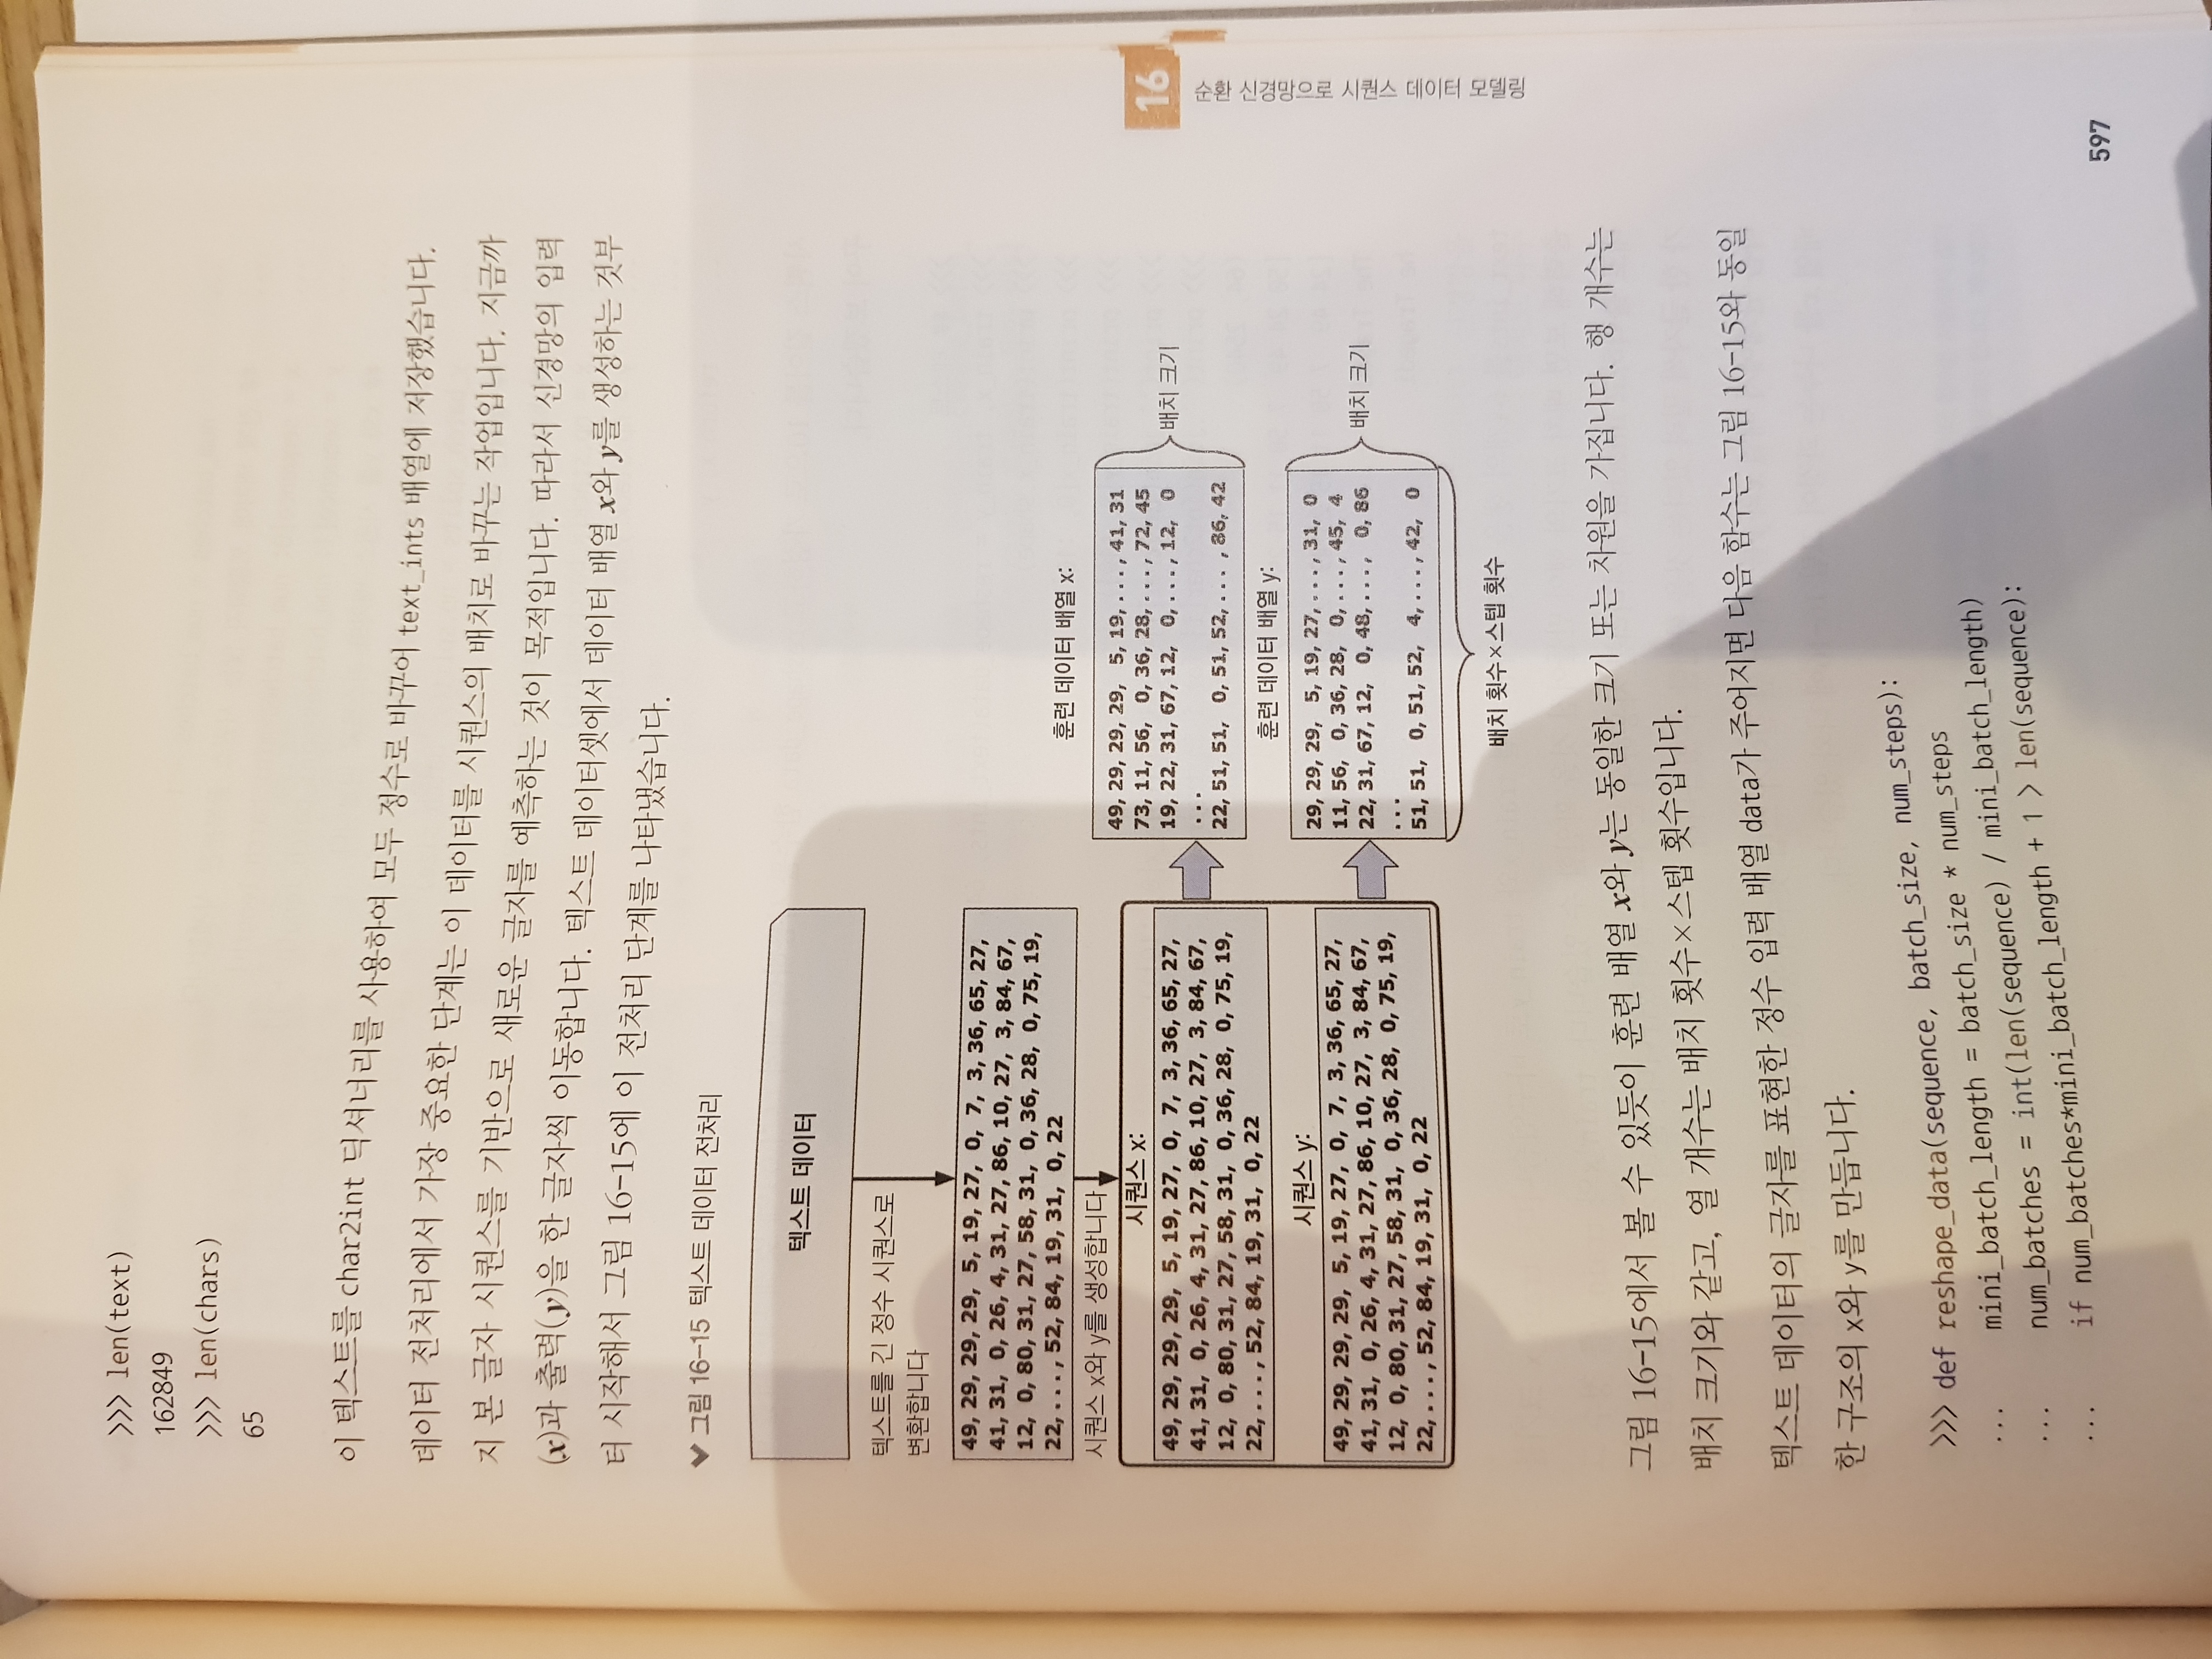 >>> len(text)
162849
>>> len(chars)
65
이 텍스트를 char2int 딕셔너리를 사용하여 모두 정수로 바꾸어 text_ints 배열에 저장했습니다.
데이터 전처리에서 가장 중요한 단계는 이 데이터를 시퀀스의 배치로 바꾸는 작업입니다. 지금까
지 본 글자 시퀀스를 기반으로 새로운 글자를 예측하는 것이 목적입니다. 따라서 신경망의 입력
(x)과 출력(y)을 한 글자씩 이동합니다. 텍스트 데이터셋에서 데이터 배열 x와 y를 생성하는 것부
터 시작해서 그림 16-15에 이 전처리 단계를 나타냈습니다.
그림 16-15 텍스트 데이터 전처리
텍스트 데이터
텍스트를 긴 정수 시퀀스로
변환합니다
49, 29, 29, 29, 5, 19, 27, 0, 7, 3, 36, 65, 27,
41, 31, 0, 26, 4, 31, 27, 86, 10, 27, 3, 84, 67,
12, 0, 80, 31, 27, 58, 31, 0, 36, 28, 0, 75, 19,
22, . . . , 52, 84, 19, 31, 0, 22
시퀀스 x와 y를 생성합니다
시퀀스 x:
49, 29, 29, 29, 5, 19, 27, 0, 7, 3, 36, 65, 27,
41, 31, 0, 26, 4, 31, 27, 86, 10, 27, 3, 84, 67,
12, 0, 80, 31, 27, 58, 31, 0, 36, 28, 0, 75, 19,
22, . . . , 52, 84, 19, 31, 0, 22
시퀀스 y:
49, 29, 29, 29, 5, 19, 27, 0, 7, 3, 36, 65, 27,
41, 31, 0, 26, 4, 31, 27, 86, 10, 27, 3, 84, 67,
12, 0, 80, 31, 27, 58, 31, 0, 36, 28, 0, 75, 19,
22, . . . , 52, 84, 19, 31, 0, 22
훈련 데이터 배열 x:
49, 29, 29, 29, 5, 19, . . . , 41, 31
73, 11, 56, 0, 36, 28, . . . , 72, 45
19, 22, 31, 67, 12, 0, . . . , 12, 0
. . .
22, 51, 51, 0, 51, 52, . . . , 86, 42
배치 크기
훈련 데이터 배열 y:
29, 29, 29, 5, 19, 27, . . . , 31, 0
11, 56, 0, 36, 28, 0, . . . , 45, 4
22, 31, 67, 12, 0, 48, . . . , 0, 86
. . .
51, 51, 0, 51, 52, 4, . . . , 42, 0
배치 크기
배치 횟수×스텝 횟수
그림 16-15에서 볼 수 있듯이 훈련 배열 x와 y는 동일한 크기 또는 차원을 가집니다. 행 개수는
배치 크기와 같고, 열 개수는 배치 횟수×스텝 횟수입니다.
텍스트 데이터의 글자를 표현한 정수 입력 배열 data가 주어지면 다음 함수는 그림 16-15와 동일
한 구조의 x와 y를 만듭니다.
>>> def reshape_data(sequence, batch_size, num_steps):
... mini_batch_length = batch_size * num_steps
... num_batches = int(len(sequence) / mini_batch_length)
... if num_batches*mini_batch_length + 1 > len(sequence):
16
순환 신경망으로 시퀀스 데이터 모델링
597